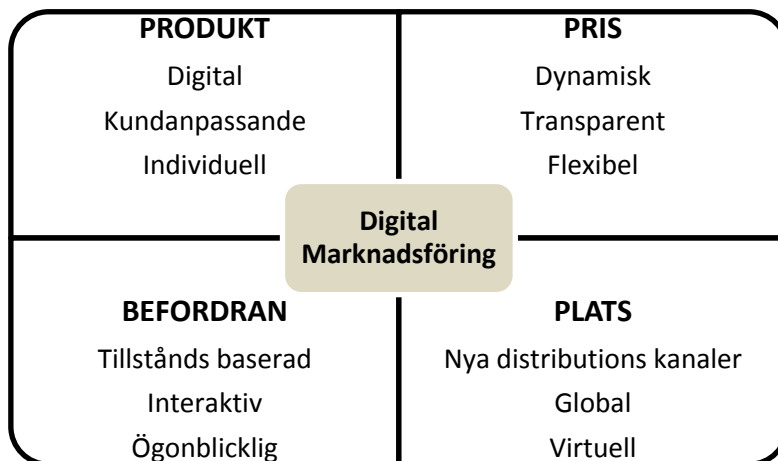 PRODUKT
Digital
Kundanpassande
Individuell
PRIS
Dynamisk
Transparent
Flexibel
Digital
Marknadsföring
BEFORDRAN
Tillstånds baserad
Interaktiv
Ögonblicklig
PLATS
Nya distributions kanaler
Global
Virtuell